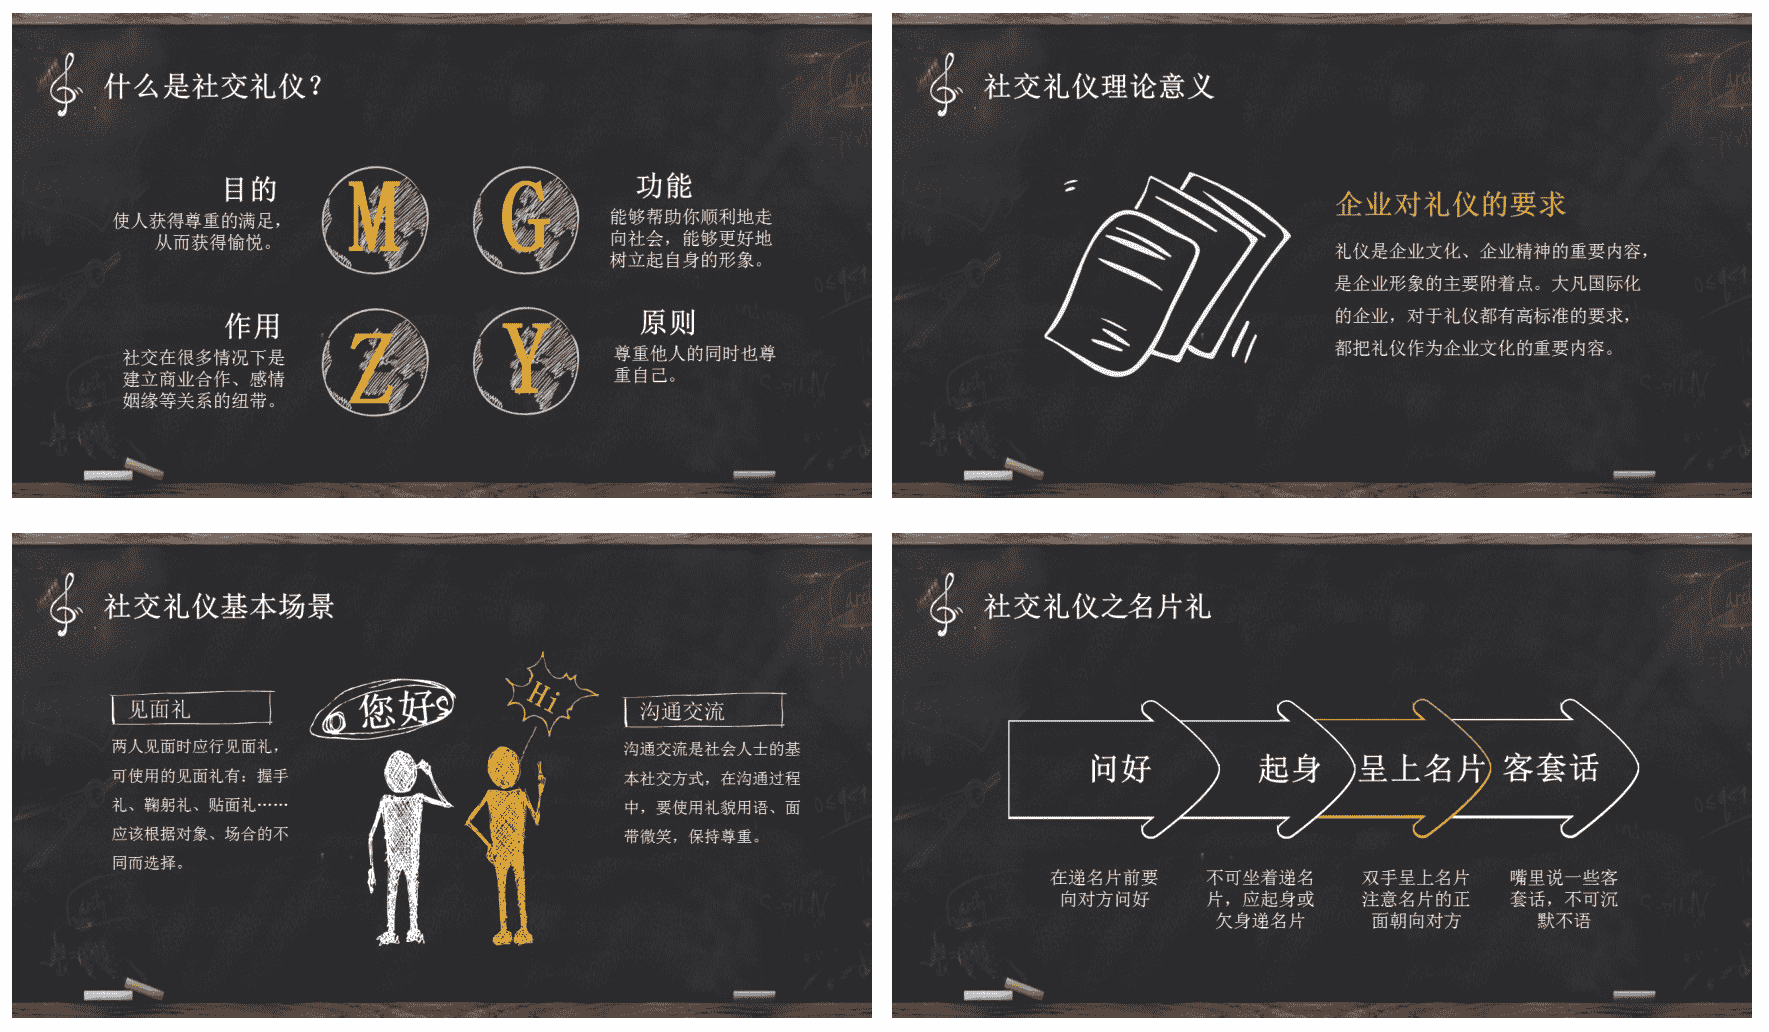 什么是社交礼仪？
目的
使人获得尊重的满足，
从而获得愉悦。
M
G
功能
能够帮助你顺利地走
向社会，能够更好地
树立起自身的形象。
作用
社交在很多情况下是
建立商业合作、感情
姻缘等关系的纽带。
Z
Y
原则
尊重他人的同时也尊
重自己。
社交礼仪理论意义
企业对礼仪的要求
礼仪是企业文化、企业精神的重要内容，
是企业形象的主要附着点。大凡国际化
的企业，对于礼仪都有高标准的要求，
都把礼仪作为企业文化的重要内容。
社交礼仪基本场景
见面礼
两人见面时应行见面礼，
可使用的见面礼有：握手
礼、鞠躬礼、贴面礼……
应该根据对象、场合的不
同而选择。
您好
Hi
沟通交流
沟通交流是社会人士的基
本社交方式，在沟通过程
中，要使用礼貌用语、面
带微笑，保持尊重。
社交礼仪之名片礼
问好
起身
呈上名片
客套话
在递名片前要
向对方问好
不可坐着递名
片，应起身或
欠身递名片
双手呈上名片
注意名片的正
面朝向对方
嘴里说一些客
套话，不可沉
默不语